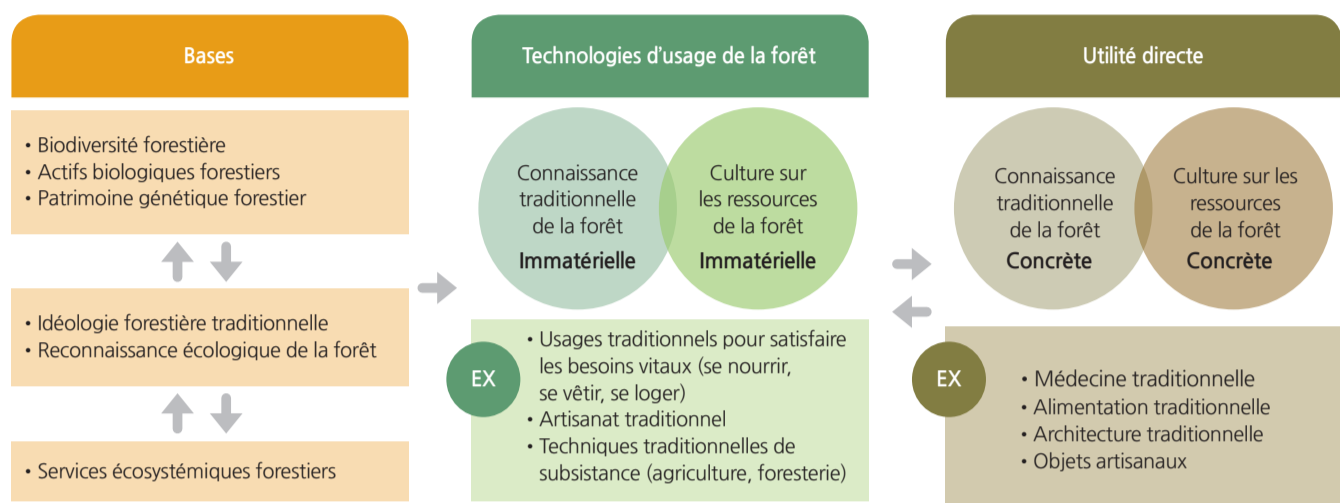 Bases
• Biodiversité forestière
• Actifs biologiques forestiers
• Patrimoine génétique forestier
• Idéologie forestière traditionnelle
• Reconnaissance écologique de la forêt
• Services écosystémiques forestiers
Technologies d'usage de la forêt
Connaissance
traditionnelle
de la forêt
Immatérielle
Culture sur
les ressources
de la forêt
Immatérielle
EX
• Usages traditionnels pour satisfaire
les besoins vitaux (se nourrir,
se vêtir, se loger)
• Artisanat traditionnel
• Techniques traditionnelles de
subsistance (agriculture, foresterie)
Utilité directe
Connaissance
traditionnelle
de la forêt
Concrète
Culture sur les
ressources
de la forêt
Concrète
EX
• Médecine traditionnelle
• Alimentation traditionnelle
• Architecture traditionnelle
• Objets artisanaux